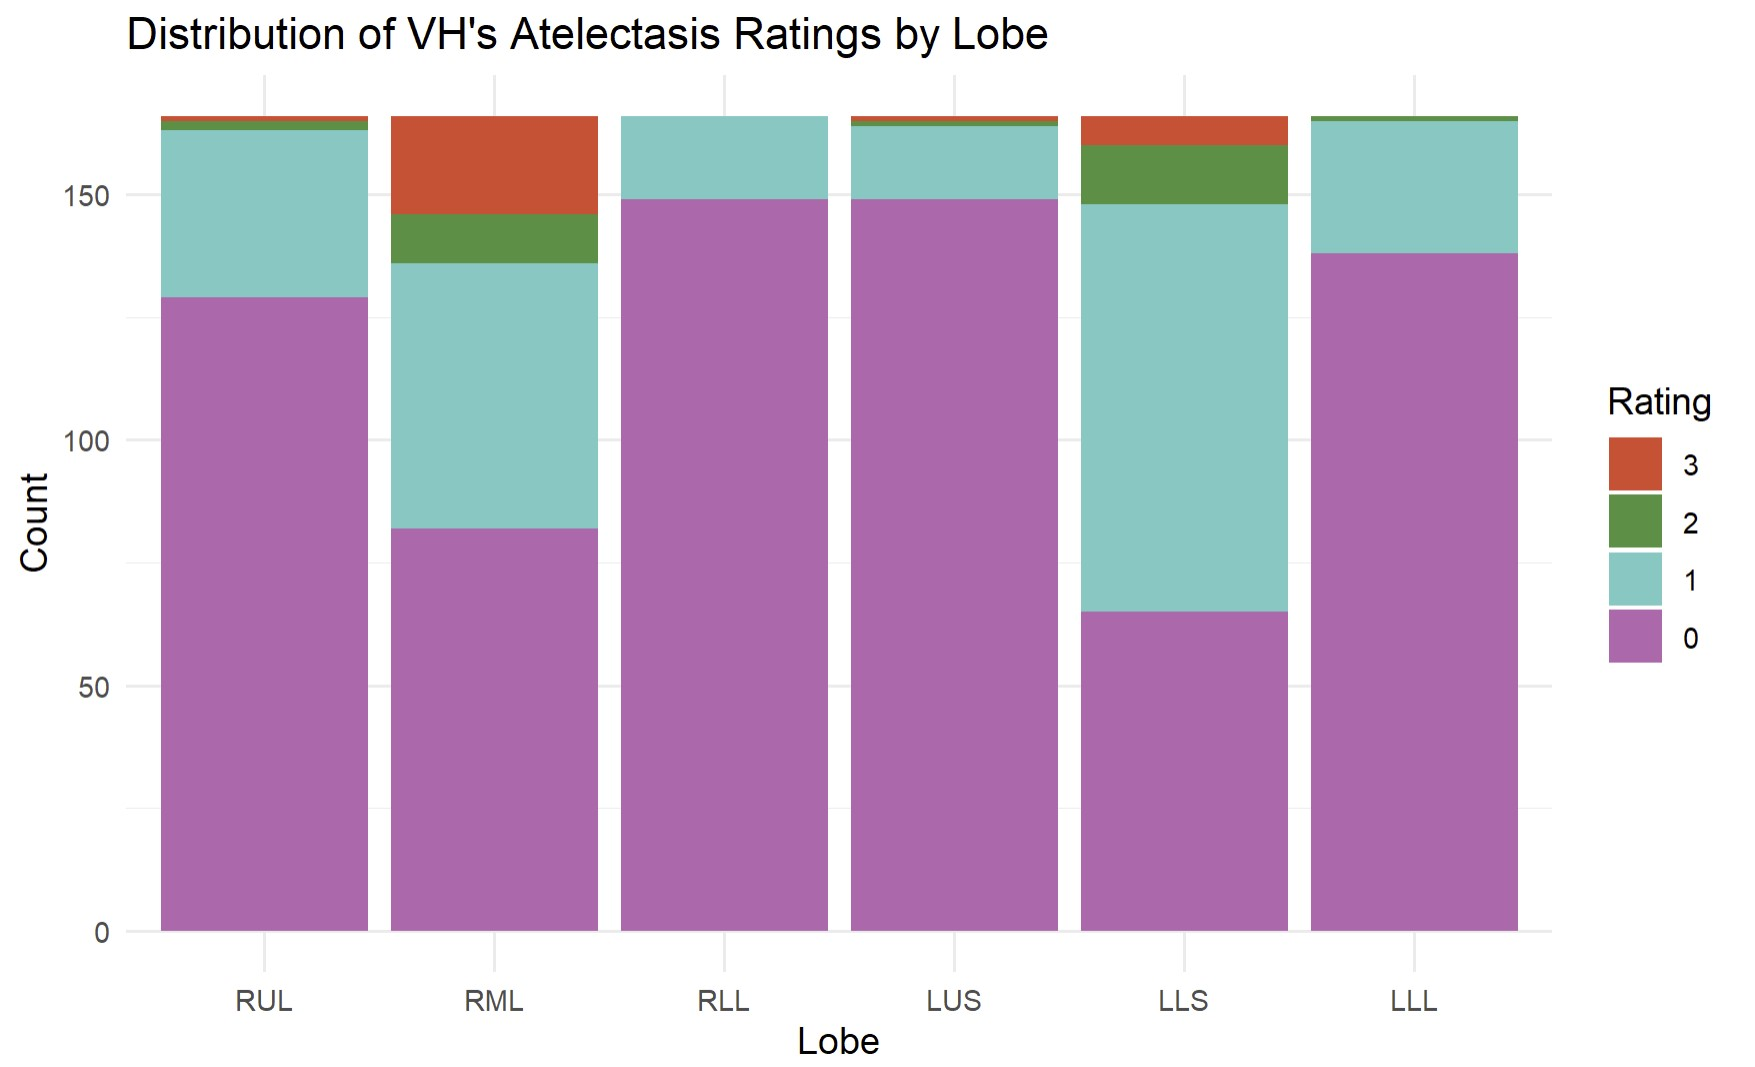 Distribution of VH's Atelectasis Ratings by Lobe
150
100
50
0
Count
RUL RML RLL LUS LLS LLL
Lobe
Rating
3
2
1
0